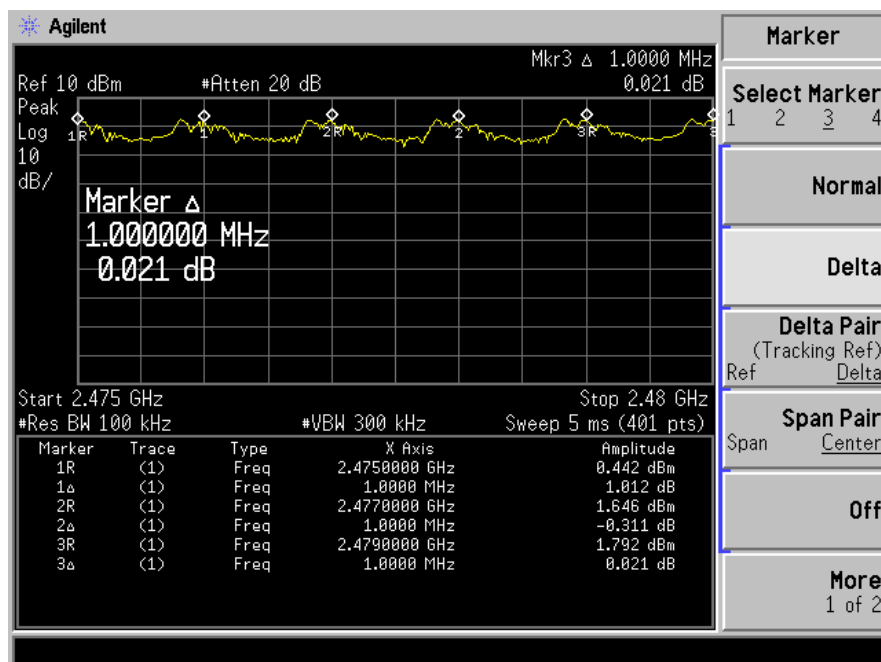 Agilent
Marker
Mkr3 Δ 1.0000 MHz
Ref 10 dBm #Atten 20 dB 0.021 dB
Peak
Log
10
dB/
1R 1 2R 2 3R 3
Marker Δ
1.000000 MHz
0.021 dB
Start 2.475 GHz Stop 2.48 GHz
#Res BW 100 kHz #VBW 300 kHz Sweep 5 ms (401 pts)
Marker Trace Type X Axis Amplitude
1R (1) Freq 2.4750000 GHz 0.442 dBm
1Δ (1) Freq 1.0000 MHz 1.012 dB
2R (1) Freq 2.4770000 GHz 1.646 dBm
2Δ (1) Freq 1.0000 MHz -0.311 dB
3R (1) Freq 2.4790000 GHz 1.792 dBm
3Δ (1) Freq 1.0000 MHz 0.021 dB
Select Marker
1 2 3 4
Normal
Delta
Delta Pair
(Tracking Ref)
Ref Delta
Span Pair
Span Center
Off
More
1 of 2